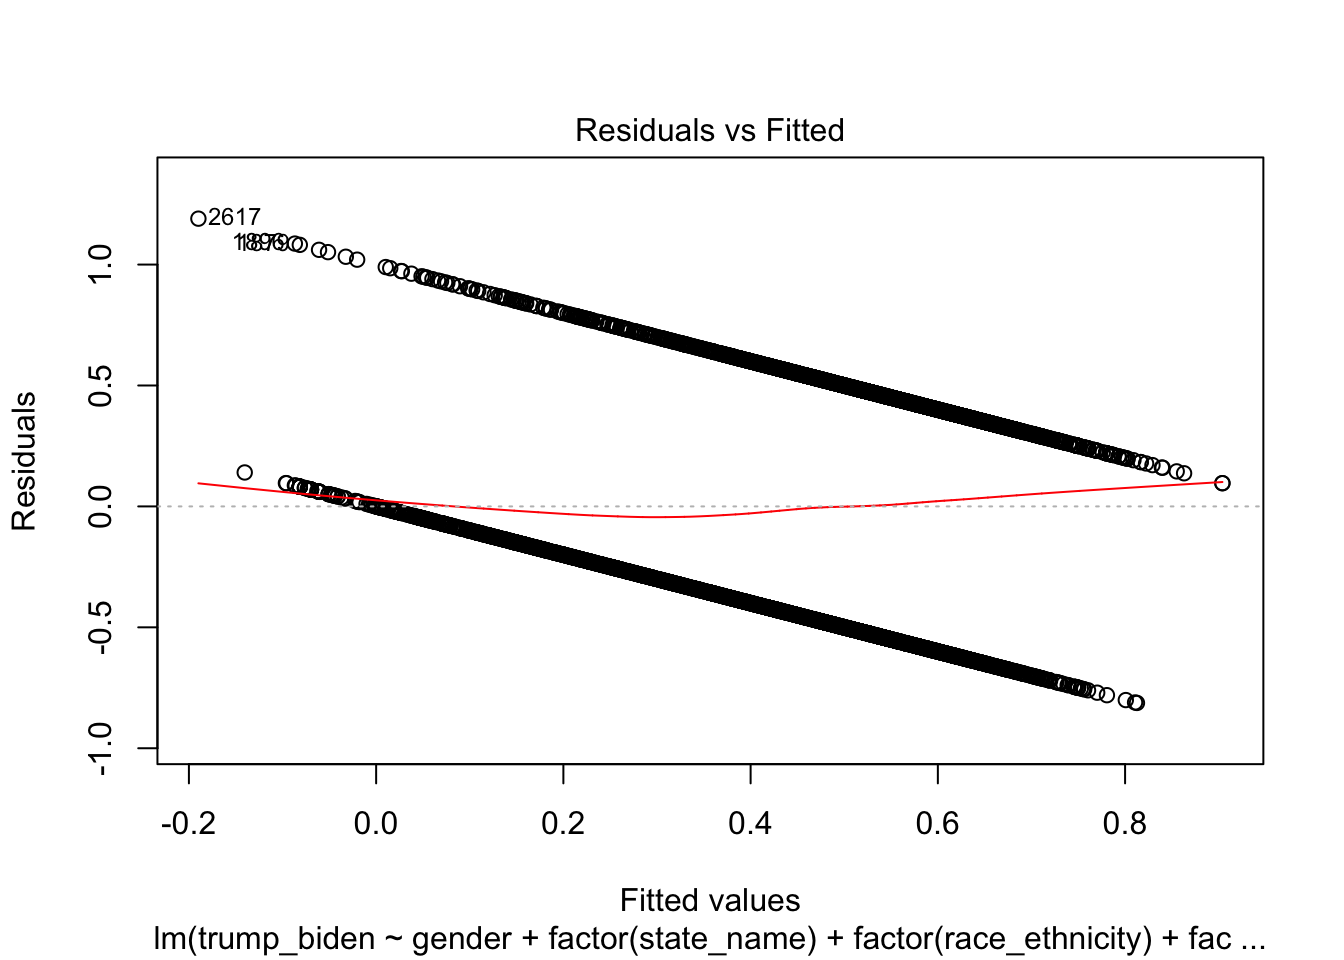 Residuals vs Fitted
2617
Residuals
1.0
0.5
0.0
-0.5
-1.0
-0.2 0.0 0.2 0.4 0.6 0.8
Fitted values
lm(trump_biden ~ gender + factor(state_name) + factor(race_ethnicity) + fac ...